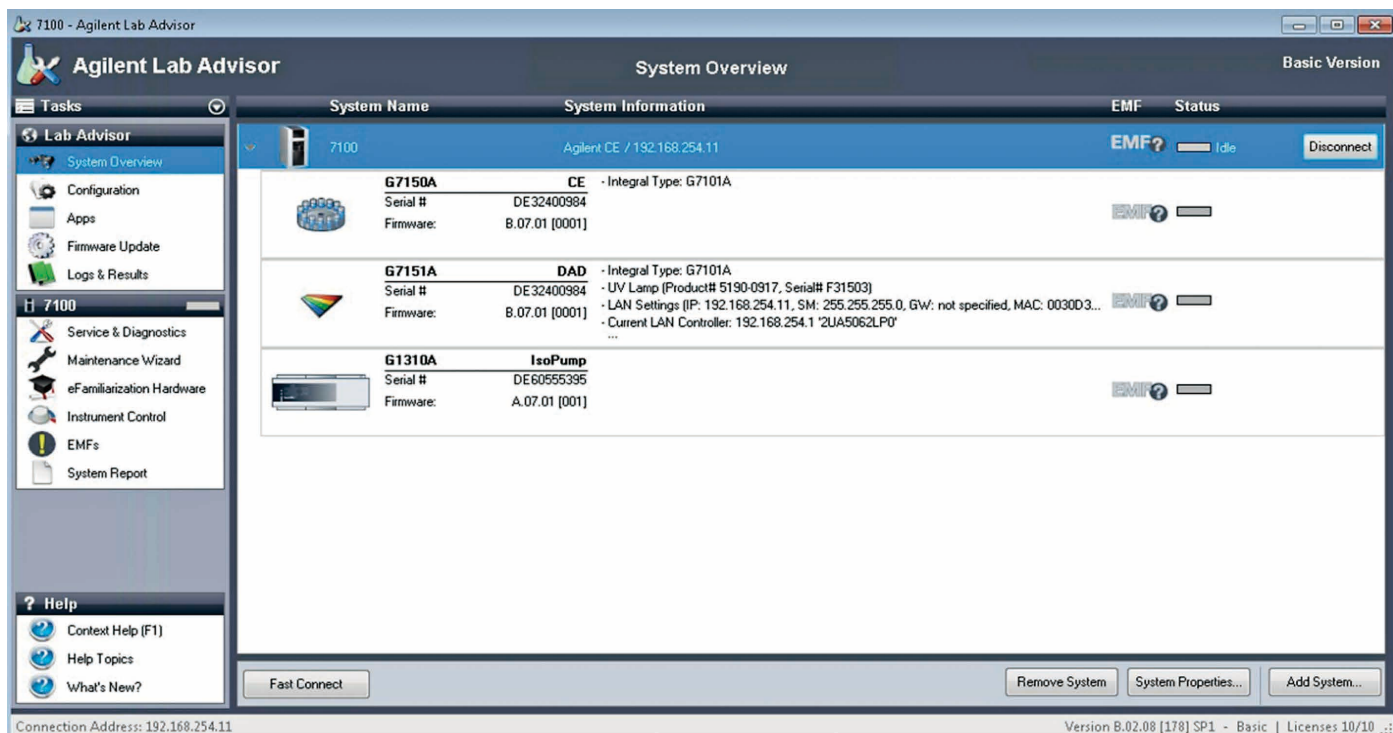 7100 - Agilent Lab Advisor
Agilent Lab Advisor
System Overview
Basic Version
Tasks
System Name
System Information
EMF
Status
Lab Advisor
System Overview
Configuration
Apps
Firmware Update
Logs & Results
7100
Service & Diagnostics
Maintenance Wizard
eFamiliarization Hardware
Instrument Control
EMFs
System Report
? Help
Context Help (F1)
Help Topics
What's New?
7100
Agilent CE / 192.168.254.11
EMF?
Idle
Disconnect
G7150A CE
Serial # DE32400984
Firmware: B.07.01 [0001]
- Integral Type: G7101A
EMF?
G7151A DAD
Serial # DE32400984
Firmware: B.07.01 [0001]
- Integral Type: G7101A
- UV Lamp (Product# 5190-0917, Serial# F31503)
- LAN Settings (IP: 192.168.254.11, SM: 255.255.255.0, GW: not specified, MAC: 0030D3...
- Current LAN Controller: 192.168.254.1 '2UA5062LP0'
...
EMF?
G1310A IsoPump
Serial # DE60555395
Firmware: A.07.01 [001]
EMF?
Fast Connect
Remove System
System Properties...
Add System...
Connection Address: 192.168.254.11
Version B.02.08 [178] SP1 - Basic | Licenses 10/10